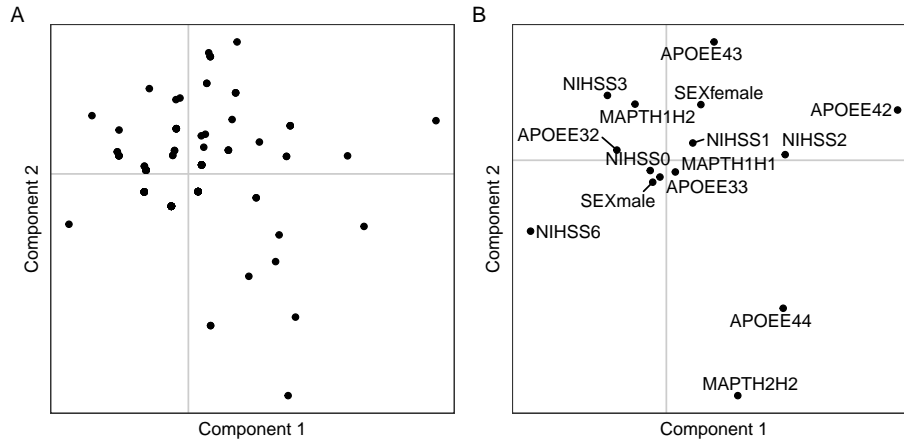 A
Component 2
Component 1
B
APOEE43
NIHSS3
SEXfemale
MAPTH1H2
APOEE42
APOEE32
NIHSS1
NIHSS2
NIHSS0
MAPTH1H1
APOEE33
SEXmale
NIHSS6
APOEE44
MAPTH2H2
Component 2
Component 1